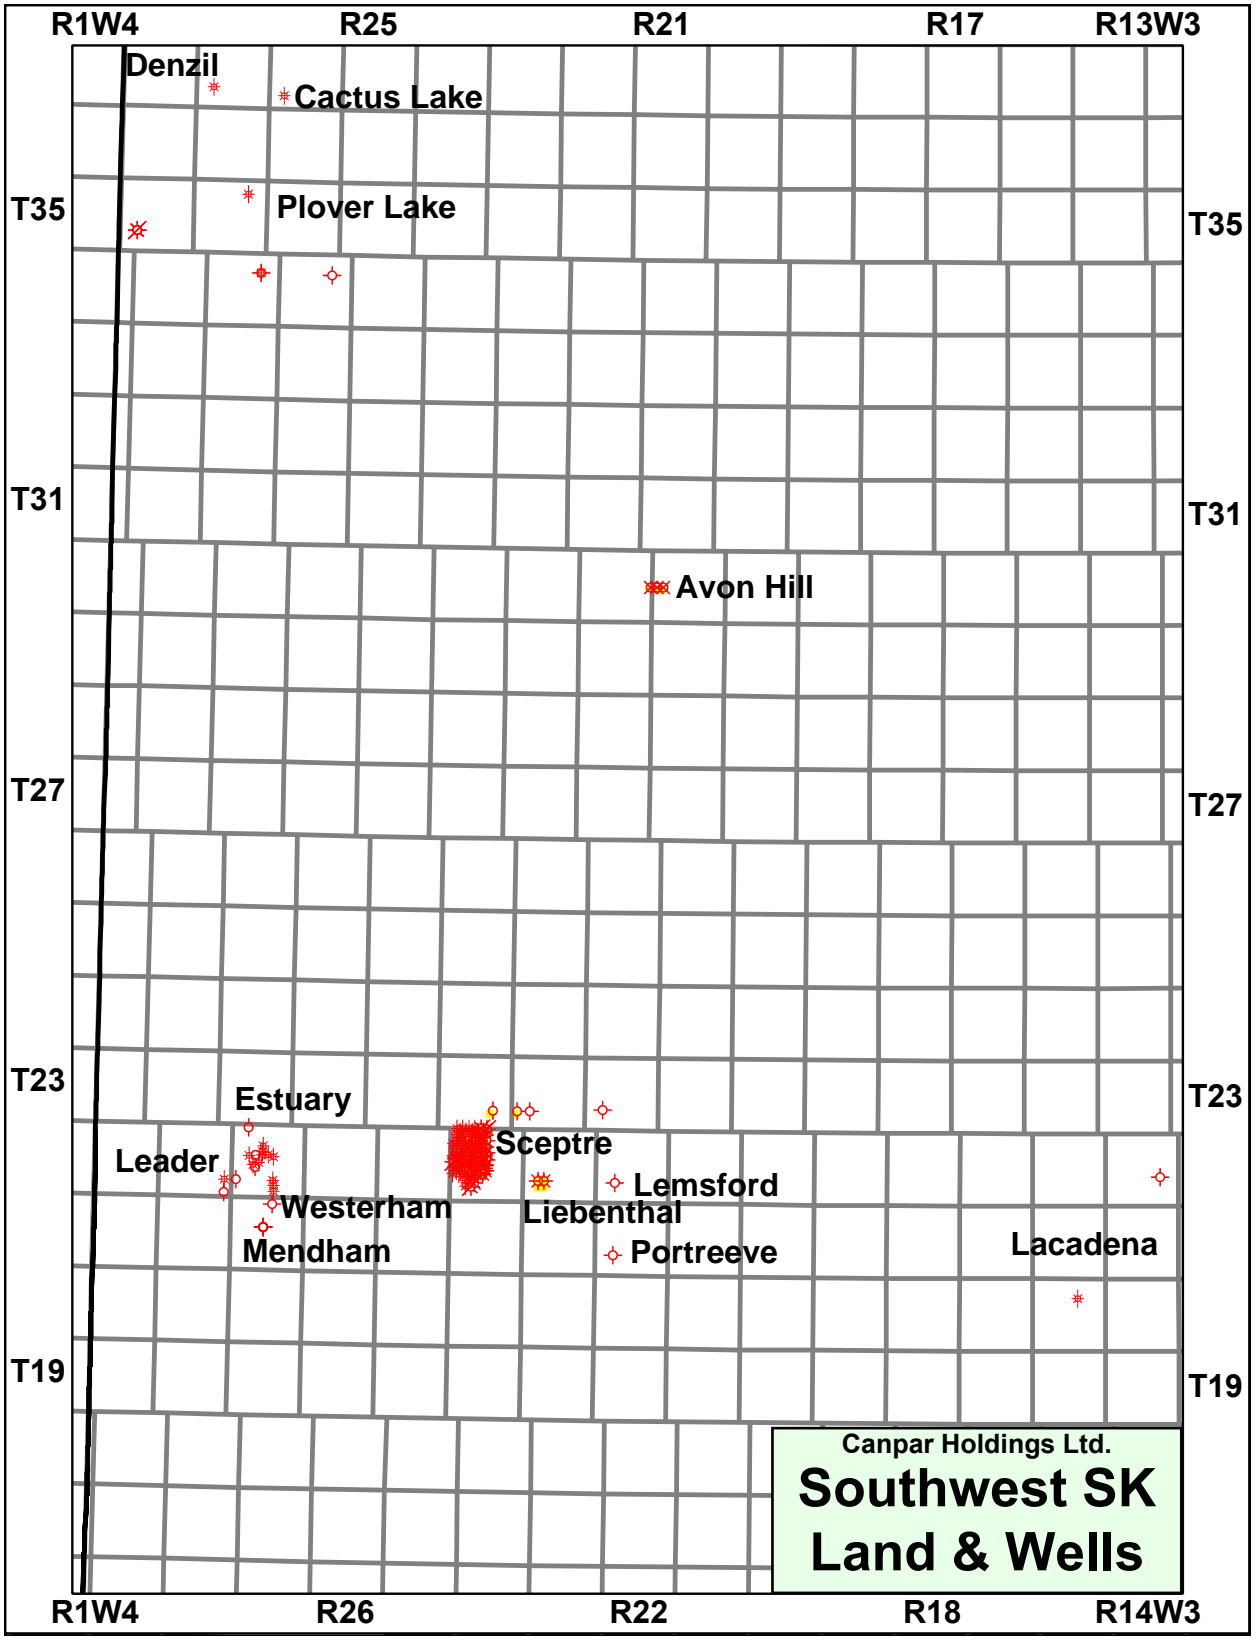 R1W4 R25 R21 R17 R13W3
Denzil
Cactus Lake
Plover Lake
T35 T35
T31 T31
Avon Hill
T27 T27
T23 T23
Estuary
Sceptre
Leader
Lemsford
Westerham
Liebenthal
Mendham
Portreeve
Lacadena
T19 T19
Canpar Holdings Ltd.
Southwest SK
Land & Wells
R1W4 R26 R22 R18 R14W3